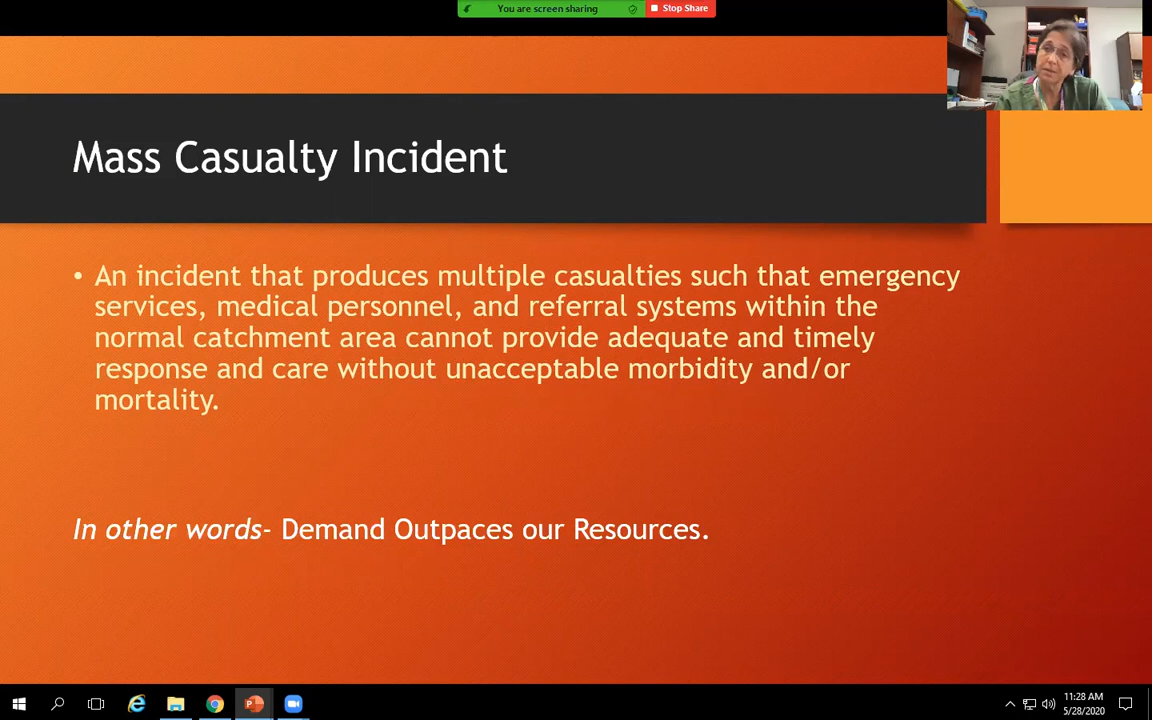 You are screen sharing
Stop Share
Mass Casualty Incident
• An incident that produces multiple casualties such that emergency
services, medical personnel, and referral systems within the
normal catchment area cannot provide adequate and timely
response and care without unacceptable morbidity and/or
mortality.
In other words- Demand Outpaces our Resources.
11:28 AM
5/28/2020